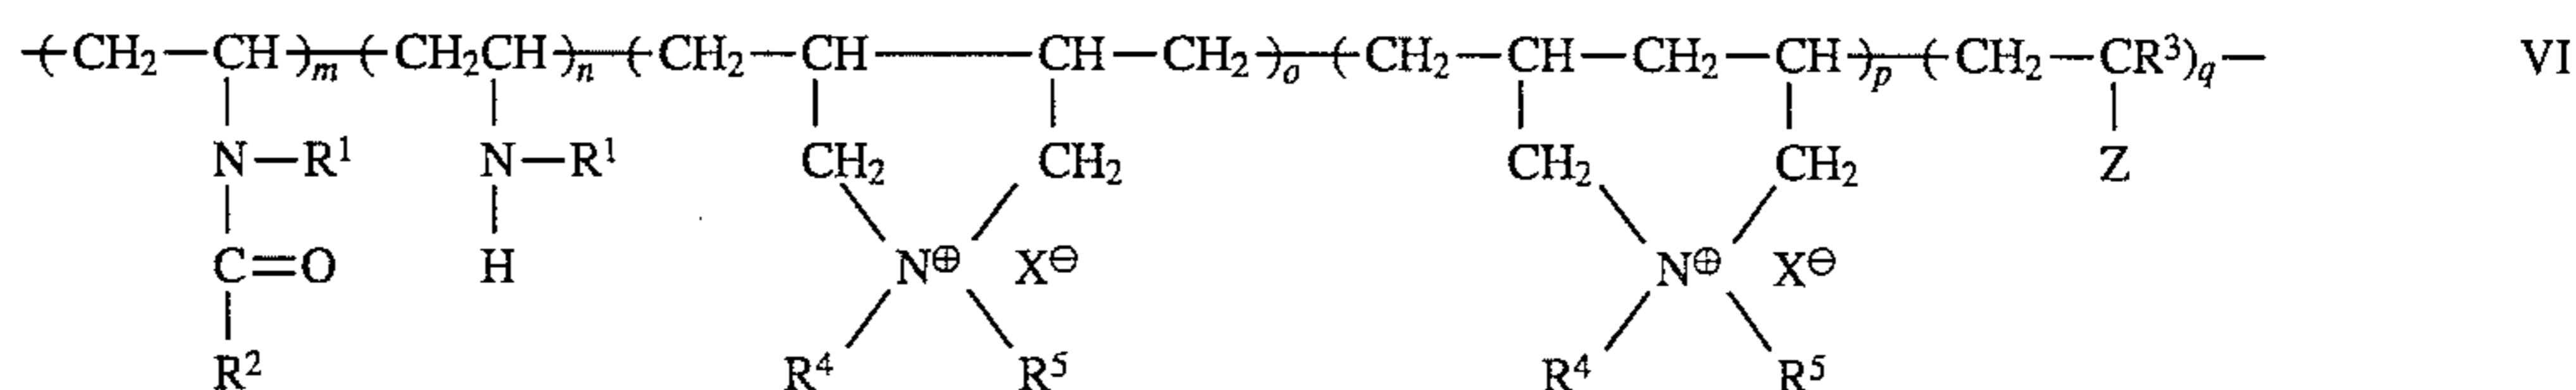 –(CH₂–CH)ₘ–(CH₂CH)ₙ–(CH₂–CH–CH–CH₂)ₒ–(CH₂–CH–CH₂–CH)ₚ–(CH₂–CR³)_q– VI
N–R¹ N–R¹ CH₂ CH₂ CH₂ CH₂ Z
C=O H N⊕ X⊖ N⊕ X⊖
R² R⁴ R⁵ R⁴ R⁵